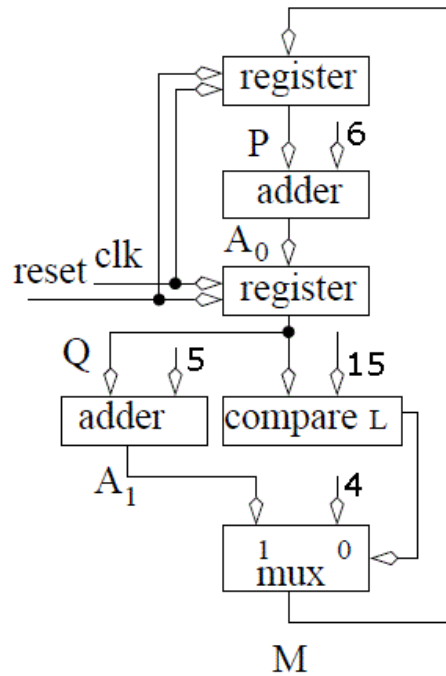 register
P
6
adder
A0
clk
reset
register
Q
5
15
adder
compare L
A1
4
1 0
mux
M